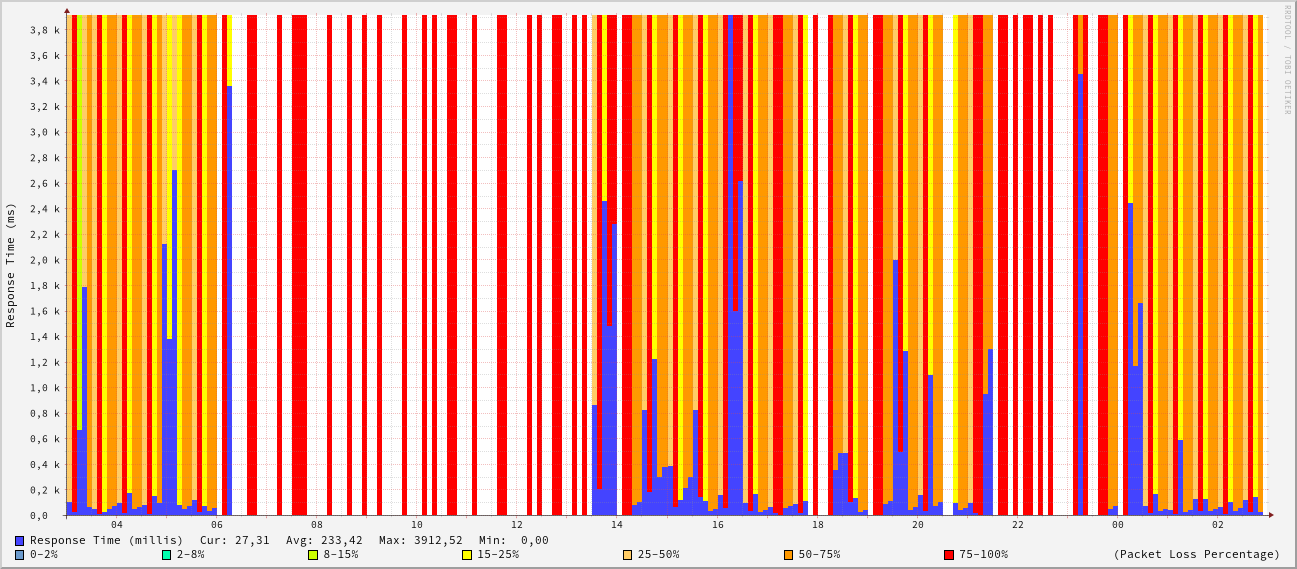 RRDTOOL / TOBI OETIKER
Response Time (ms)
3,8 k
3,6 k
3,4 k
3,2 k
3,0 k
2,8 k
2,6 k
2,4 k
2,2 k
2,0 k
1,8 k
1,6 k
1,4 k
1,2 k
1,0 k
0,8 k
0,6 k
0,4 k
0,2 k
0,0
04 06 08 10 12 14 16 18 20 22 00 02
Response Time (millis) Cur: 27,31 Avg: 233,42 Max: 3912,52 Min: 0,00
0-2% 2-8% 8-15% 15-25% 25-50% 50-75% 75-100% (Packet Loss Percentage)